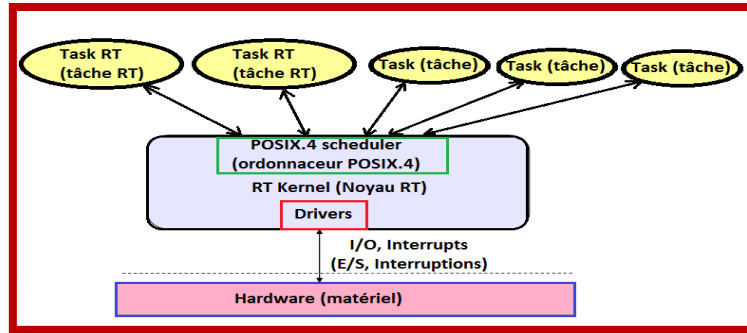 Task RT
(tâche RT)
Task RT
(tâche RT)
Task (tâche)
Task (tâche)
Task (tâche)
POSIX.4 scheduler
(ordonnaceur POSIX.4)
RT Kernel (Noyau RT)
Drivers
I/O, Interrupts
(E/S, Interruptions)
Hardware (matériel)